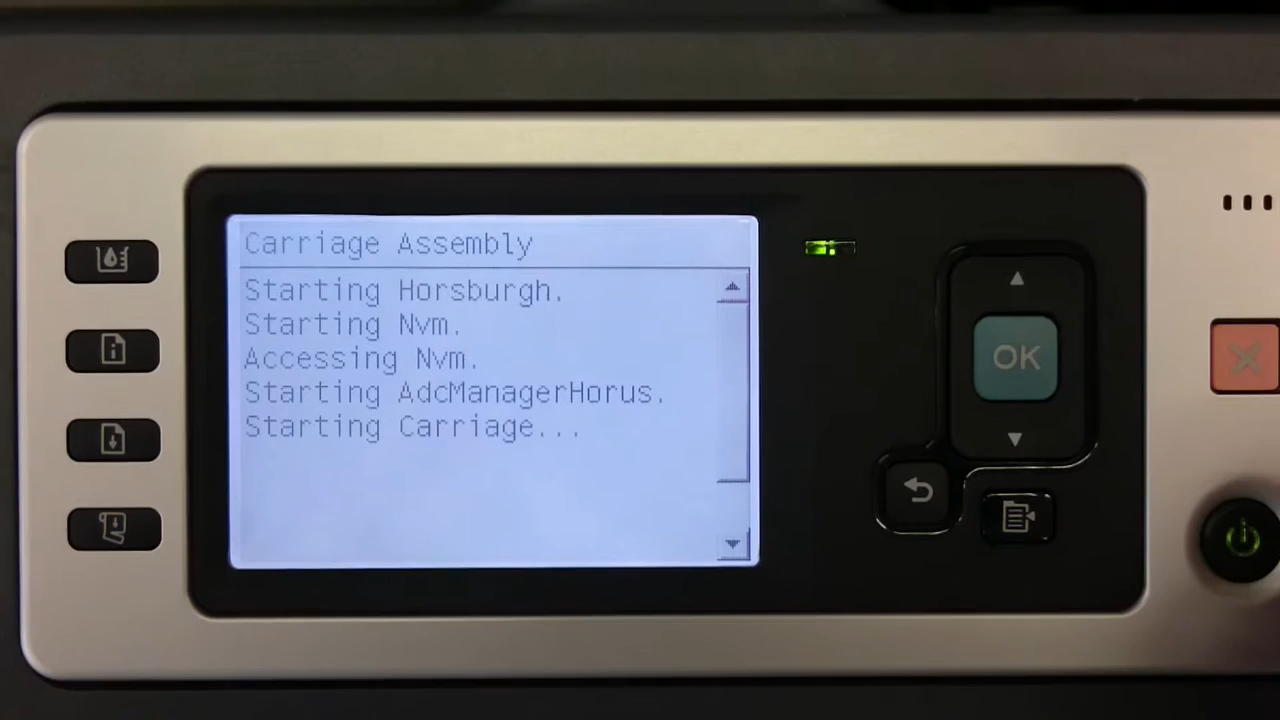 Carriage Assembly
Starting Horsburgh.
Starting Nvm.
Accessing Nvm.
Starting AdcManagerHorus.
Starting Carriage...
OK